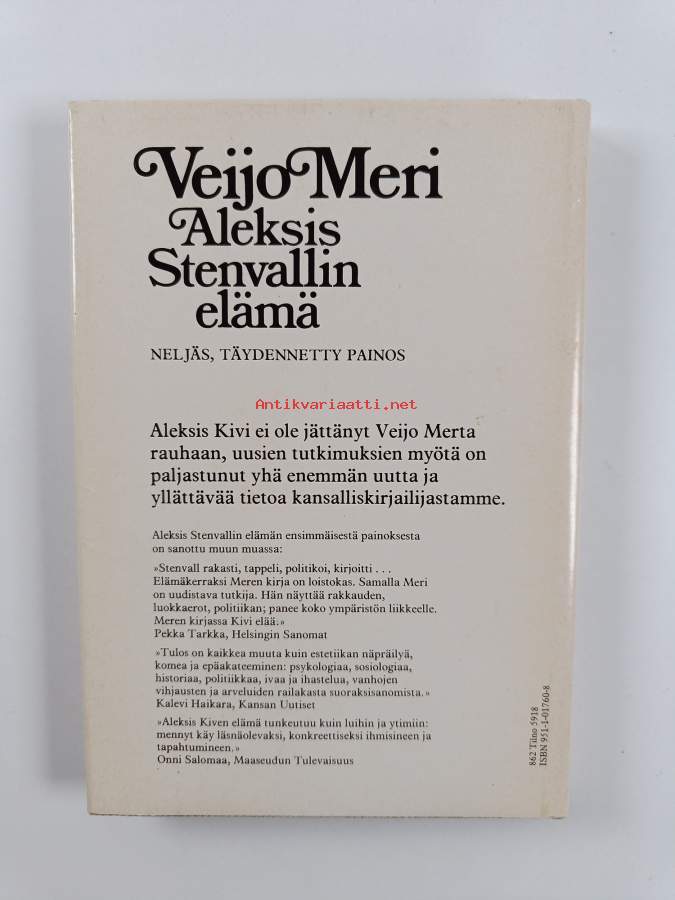 Veijo Meri
Aleksis
Stenvallin
elämä
NELJÄS, TÄYDENNETTY PAINOS
Antikvariaatti.net
Aleksis Kivi ei ole jättänyt Veijo Merta
rauhaan, uusien tutkimuksien myötä on
paljastunut yhä enemmän uutta ja
yllättävää tietoa kansalliskirjailijastamme.
Aleksis Stenvallin elämän ensimmäisestä painoksesta
on sanottu muun muassa:
»Stenvall rakasti, tappeli, politikoi, kirjoitti . . .
Elämäkerraksi Meren kirja on loistokas. Samalla Meri
on uudistava tutkija. Hän näyttää rakkauden,
luokkaerot, politiikan; panee koko ympäristön liikkeelle.
Meren kirjassa Kivi elää.»
Pekka Tarkka, Helsingin Sanomat
»Tulos on kaikkea muuta kuin estetiikan näpräilyä,
komea ja epäakateeminen: psykologiaa, sosiologiaa,
historiaa, politiikkaa, ivaa ja ihastelua, vanhojen
vihjausten ja arveluiden railakasta suoraksisanomista.»
Kalevi Haikara, Kansan Uutiset
»Aleksis Kiven elämä tunkeutuu kuin luihin ja ytimiin:
mennyt käy läsnäolevaksi, konkreettiseksi ihmisineen ja
tapahtumineen.»
Onni Salomaa, Maaseudun Tulevaisuus
862 Tiino 5918
ISBN 951-1-01760-8